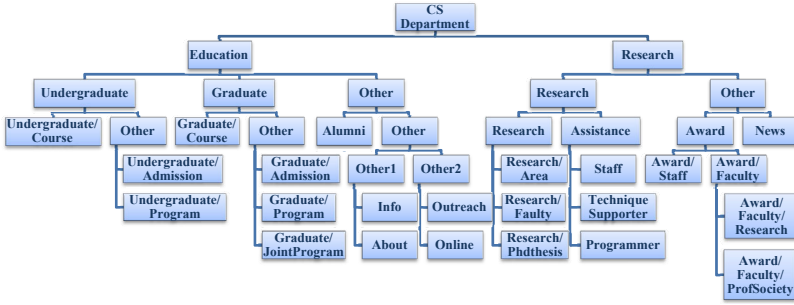 CS
Department
Education
Research
Undergraduate
Graduate
Other
Research
Other
Undergraduate/
Course
Other
Graduate/
Course
Other
Alumni
Other
Research
Assistance
Award
News
Undergraduate/
Admission
Graduate/
Admission
Other1
Other2
Research/
Area
Staff
Award/
Staff
Award/
Faculty
Undergraduate/
Program
Graduate/
Program
Info
Outreach
Research/
Faulty
Technique
Supporter
Award/
Faculty/
Research
Graduate/
JointProgram
About
Online
Research/
Phdthesis
Programmer
Award/
Faculty/
ProfSociety